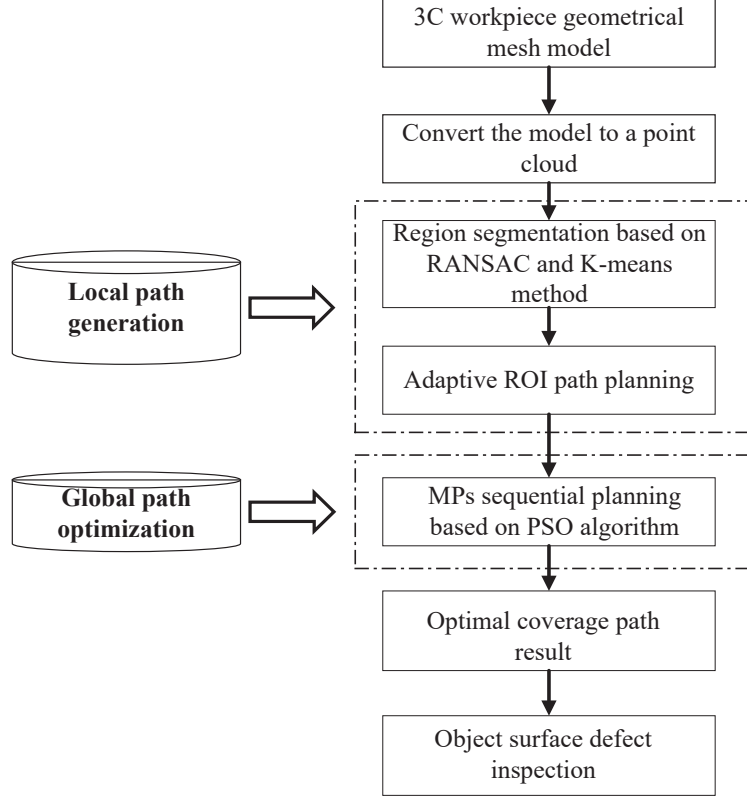 3C workpiece geometrical
mesh model
Convert the model to a point
cloud
Region segmentation based on
RANSAC and K-means
method
Local path
generation
Adaptive ROI path planning
MPs sequential planning
based on PSO algorithm
Global path
optimization
Optimal coverage path
result
Object surface defect
inspection